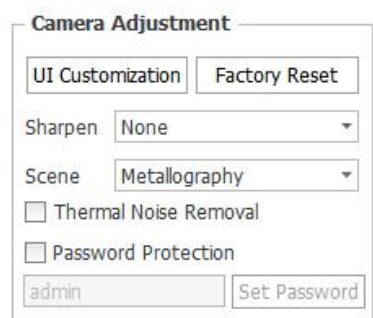 Camera Adjustment
UI Customization Factory Reset
Sharpen None
Scene Metallography
Thermal Noise Removal
Password Protection
admin Set Password